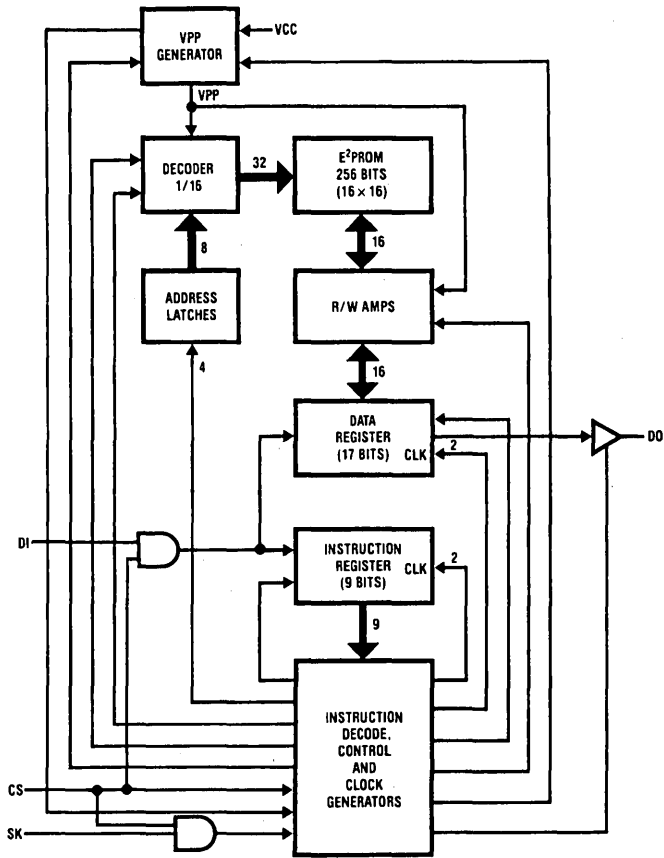 VPP
GENERATOR
VCC
VPP
DECODER
1/16
32
E²PROM
256 BITS
(16 × 16)
8
16
ADDRESS
LATCHES
R/W AMPS
4
16
DATA
REGISTER
(17 BITS)
CLK
2
DO
DI
INSTRUCTION
REGISTER
(9 BITS)
CLK
2
9
INSTRUCTION
DECODE,
CONTROL
AND
CLOCK
GENERATORS
CS
SK